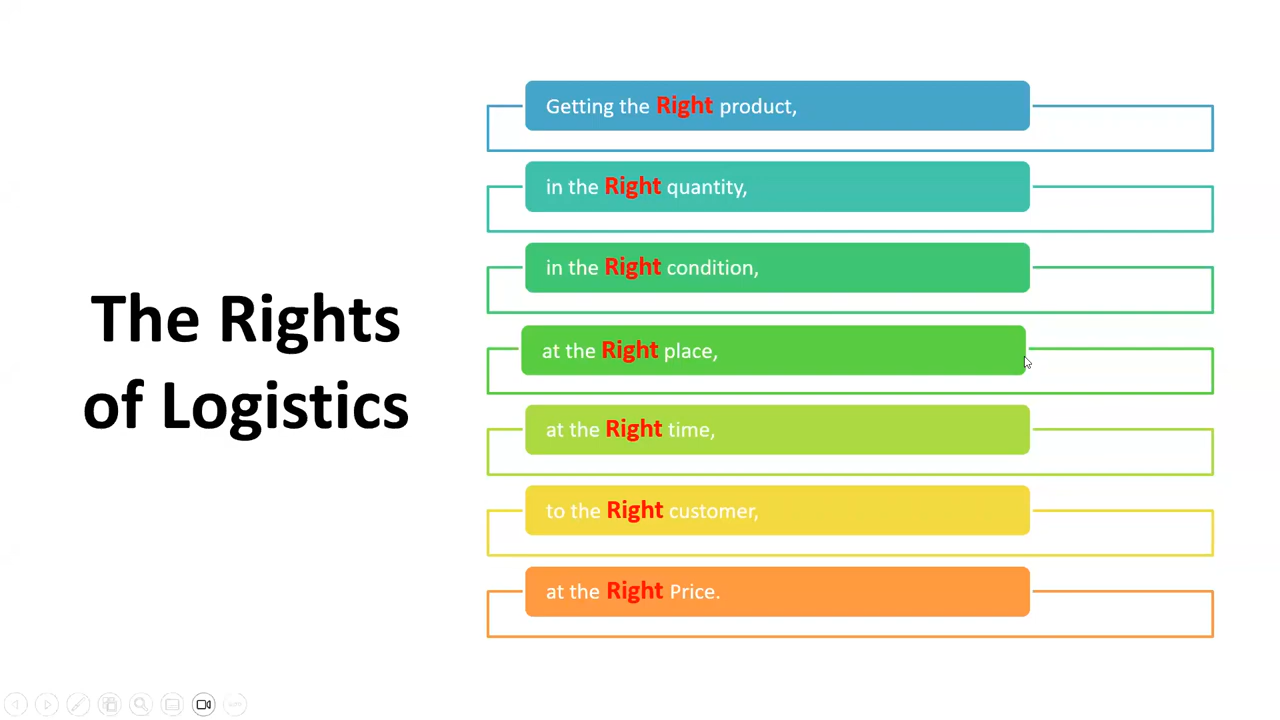 The Rights
of Logistics
Getting the Right product,
in the Right quantity,
in the Right condition,
at the Right place,
at the Right time,
to the Right customer,
at the Right Price.